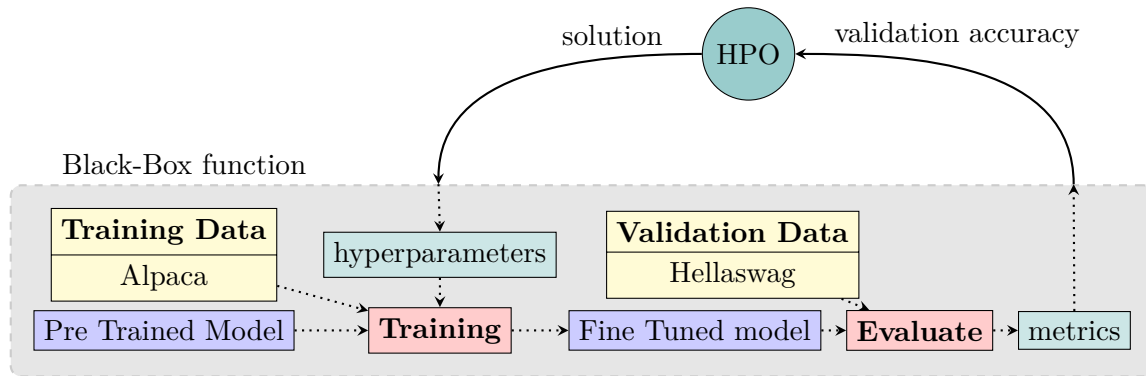 solution
HPO
validation accuracy
Black-Box function
Training Data
Alpaca
hyperparameters
Validation Data
Hellaswag
Pre Trained Model
Training
Fine Tuned model
Evaluate
metrics